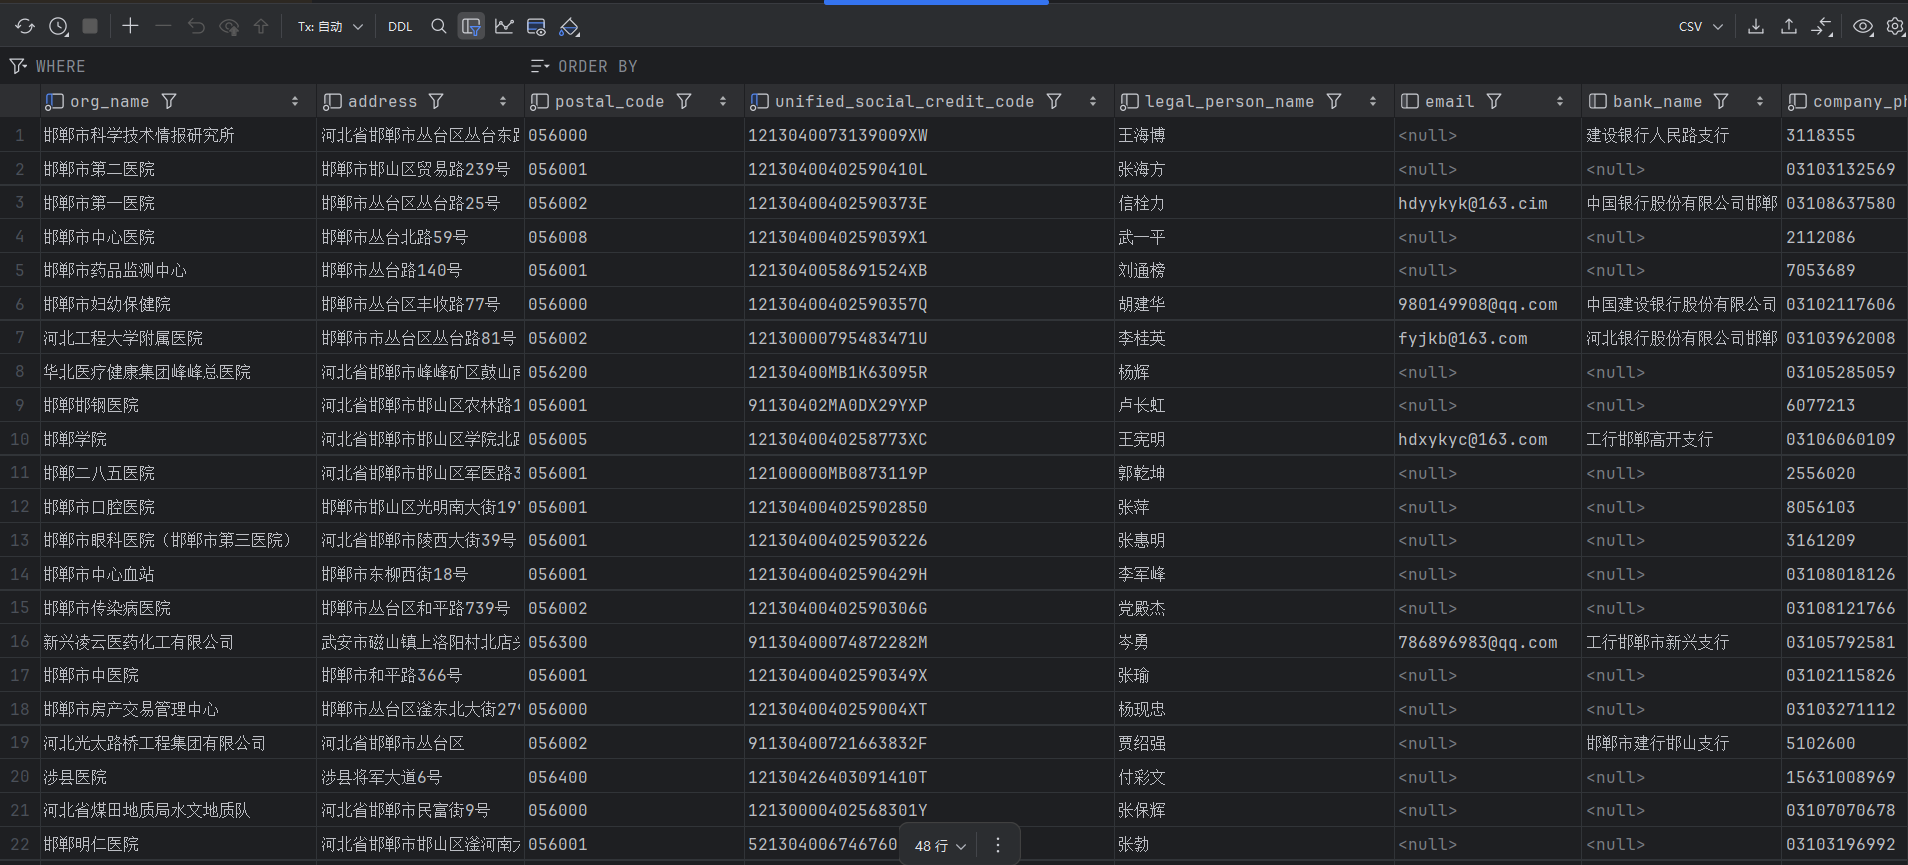 Tx: 自动 DDL CSV
WHERE ORDER BY
org_name address postal_code unified_social_credit_code legal_person_name email bank_name company_ph
1 邯郸市科学技术情报研究所 河北省邯郸市丛台区丛台东路 056000 1213040073139009XW 王海博 <null> 建设银行人民路支行 3118355
2 邯郸市第二医院 邯郸市邯山区贸易路239号 056001 12130400402590410L 张海方 <null> <null> 03103132569
3 邯郸市第一医院 邯郸市丛台区丛台路25号 056002 12130400402590373E 信栓力 hdyykyk@163.cim 中国银行股份有限公司邯郸 03108637580
4 邯郸市中心医院 邯郸市丛台北路59号 056008 1213040040259039X1 武一平 <null> <null> 2112086
5 邯郸市药品监测中心 邯郸市丛台路140号 056001 1213040058691524XB 刘通榜 <null> <null> 7053689
6 邯郸市妇幼保健院 邯郸市丛台区丰收路77号 056000 12130400402590357Q 胡建华 980149908@qq.com 中国建设银行股份有限公司 03102117606
7 河北工程大学附属医院 邯郸市市丛台区丛台路81号 056002 12130000795483471U 李桂英 fyjkb@163.com 河北银行股份有限公司邯郸 03103962008
8 华北医疗健康集团峰峰总医院 河北省邯郸市峰峰矿区鼓山南 056200 12130400MB1K63095R 杨辉 <null> <null> 03105285059
9 邯郸邯钢医院 河北省邯郸市邯山区农林路1 056001 91130402MA0DX29YXP 卢长虹 <null> <null> 6077213
10 邯郸学院 河北省邯郸市邯山区学院北路 056005 1213040040258773XC 王宪明 hdxykyc@163.com 工行邯郸高开支行 03106060109
11 邯郸二八五医院 河北省邯郸市邯山区军医路3 056001 12100000MB0873119P 郭乾坤 <null> <null> 2556020
12 邯郸市口腔医院 邯郸市邯山区光明南大街19 056001 121304004025902850 张萍 <null> <null> 8056103
13 邯郸市眼科医院（邯郸市第三医院） 河北省邯郸市陵西大街39号 056001 121304004025903226 张惠明 <null> <null> 3161209
14 邯郸市中心血站 邯郸市东柳西街18号 056001 12130400402590429H 李军峰 <null> <null> 03108018126
15 邯郸市传染病医院 邯郸市丛台区和平路739号 056002 12130400402590306G 党殿杰 <null> <null> 03108121766
16 新兴凌云医药化工有限公司 武安市磁山镇上洛阳村北店 056300 91130400074872282M 岑勇 786896983@qq.com 工行邯郸市新兴支行 03105792581
17 邯郸市中医院 邯郸市和平路366号 056001 12130400402590349X 张瑜 <null> <null> 03102115826
18 邯郸市房产交易管理中心 邯郸市丛台区滏东北大街279 056000 1213040040259004XT 杨现忠 <null> <null> 03103271112
19 河北光太路桥工程集团有限公司 河北省邯郸市丛台区 056002 91130400721663832F 贾绍强 <null> 邯郸市建行邯山支行 5102600
20 涉县医院 涉县将军大道6号 056400 12130426403091410T 付彩文 <null> <null> 15631008969
21 河北省煤田地质局水文地质队 河北省邯郸市民富街9号 056000 12130000402568301Y 张保辉 <null> <null> 03107070678
22 邯郸明仁医院 河北省邯郸市邯山区滏河南 056001 521304006746760 张勃 <null> <null> 03103196992
48 行